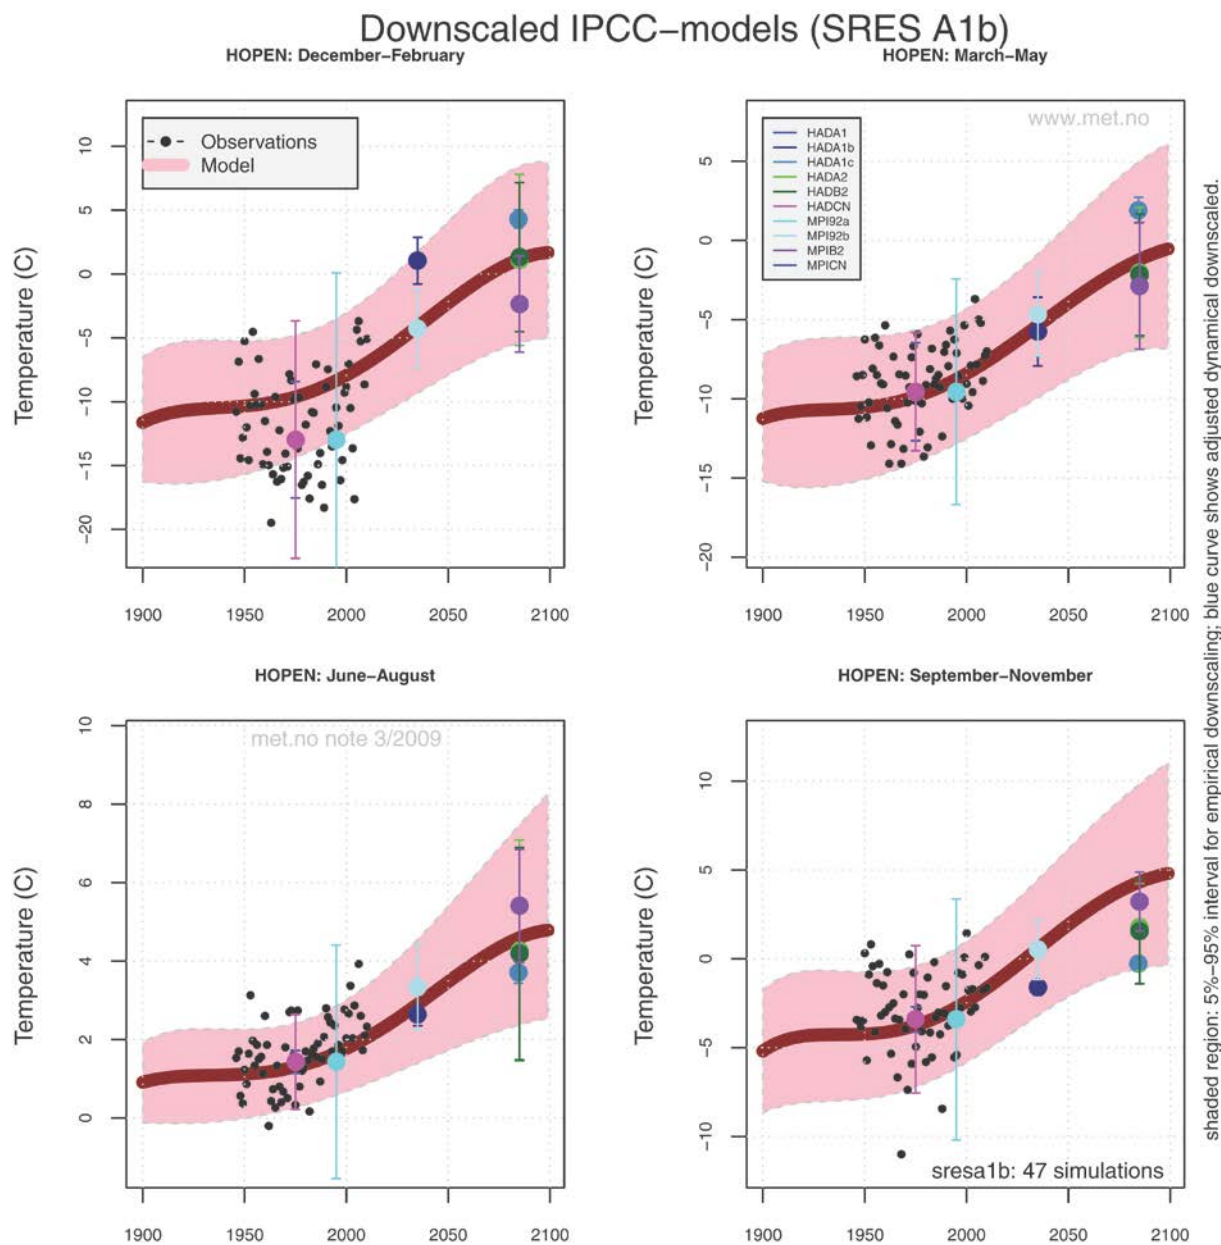 Downscaled IPCC−models (SRES A1b)
HOPEN: December−February
Temperature (C)
10
5
0
−5
−10
−15
−20
Observations
Model
1900
1950
2000
2050
2100
HOPEN: March−May
www.met.no
Temperature (C)
5
0
−5
−10
−15
−20
HADA1
HADA1b
HADA1c
HADA2
HADB2
HADCN
MPI92a
MPI92b
MPIB2
MPICN
1900
1950
2000
2050
2100
HOPEN: June−August
met.no note 3/2009
Temperature (C)
10
8
6
4
2
0
1900
1950
2000
2050
2100
HOPEN: September−November
Temperature (C)
10
5
0
−5
−10
sresa1b: 47 simulations
1900
1950
2000
2050
2100
shaded region: 5%−95% interval for empirical downscaling; blue curve shows adjusted dynamical downscaled.